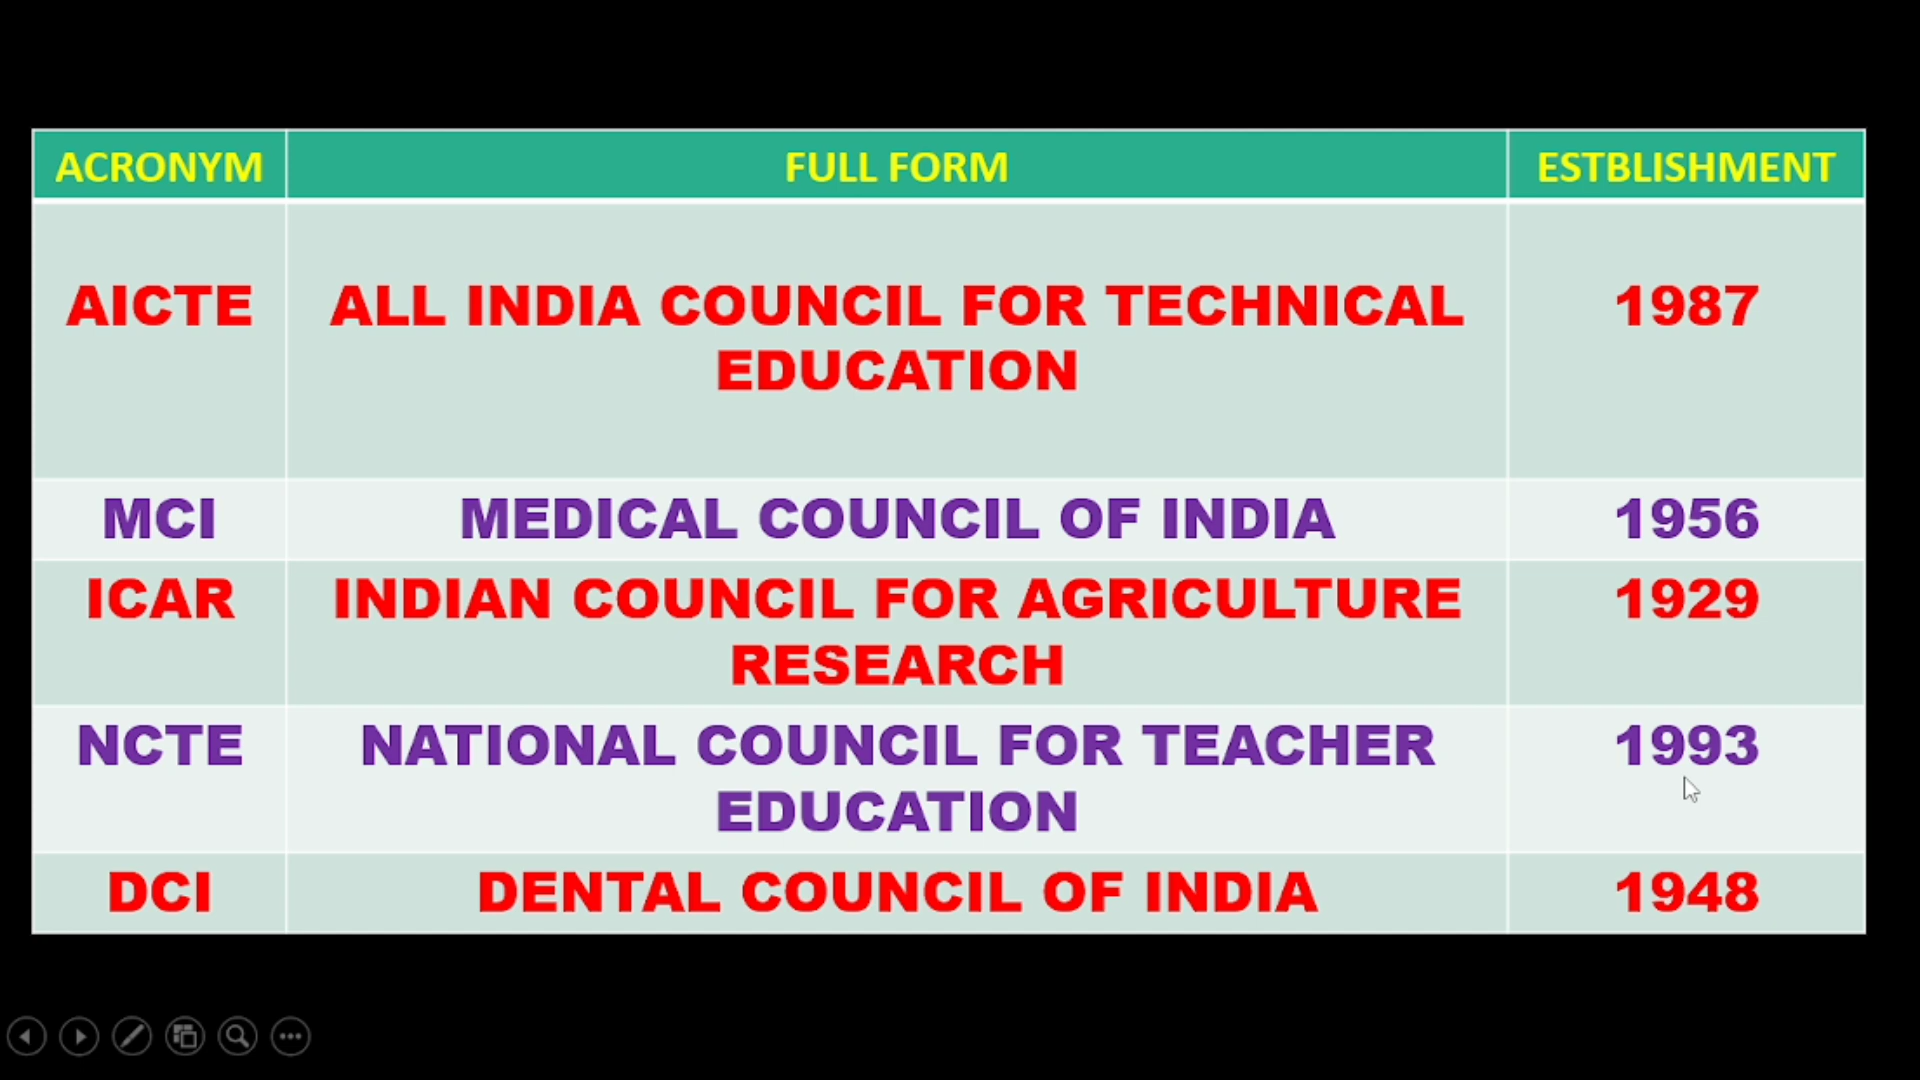 ACRONYM FULL FORM ESTBLISHMENT
AICTE ALL INDIA COUNCIL FOR TECHNICAL 1987
EDUCATION
MCI MEDICAL COUNCIL OF INDIA 1956
ICAR INDIAN COUNCIL FOR AGRICULTURE 1929
RESEARCH
NCTE NATIONAL COUNCIL FOR TEACHER 1993
EDUCATION
DCI DENTAL COUNCIL OF INDIA 1948